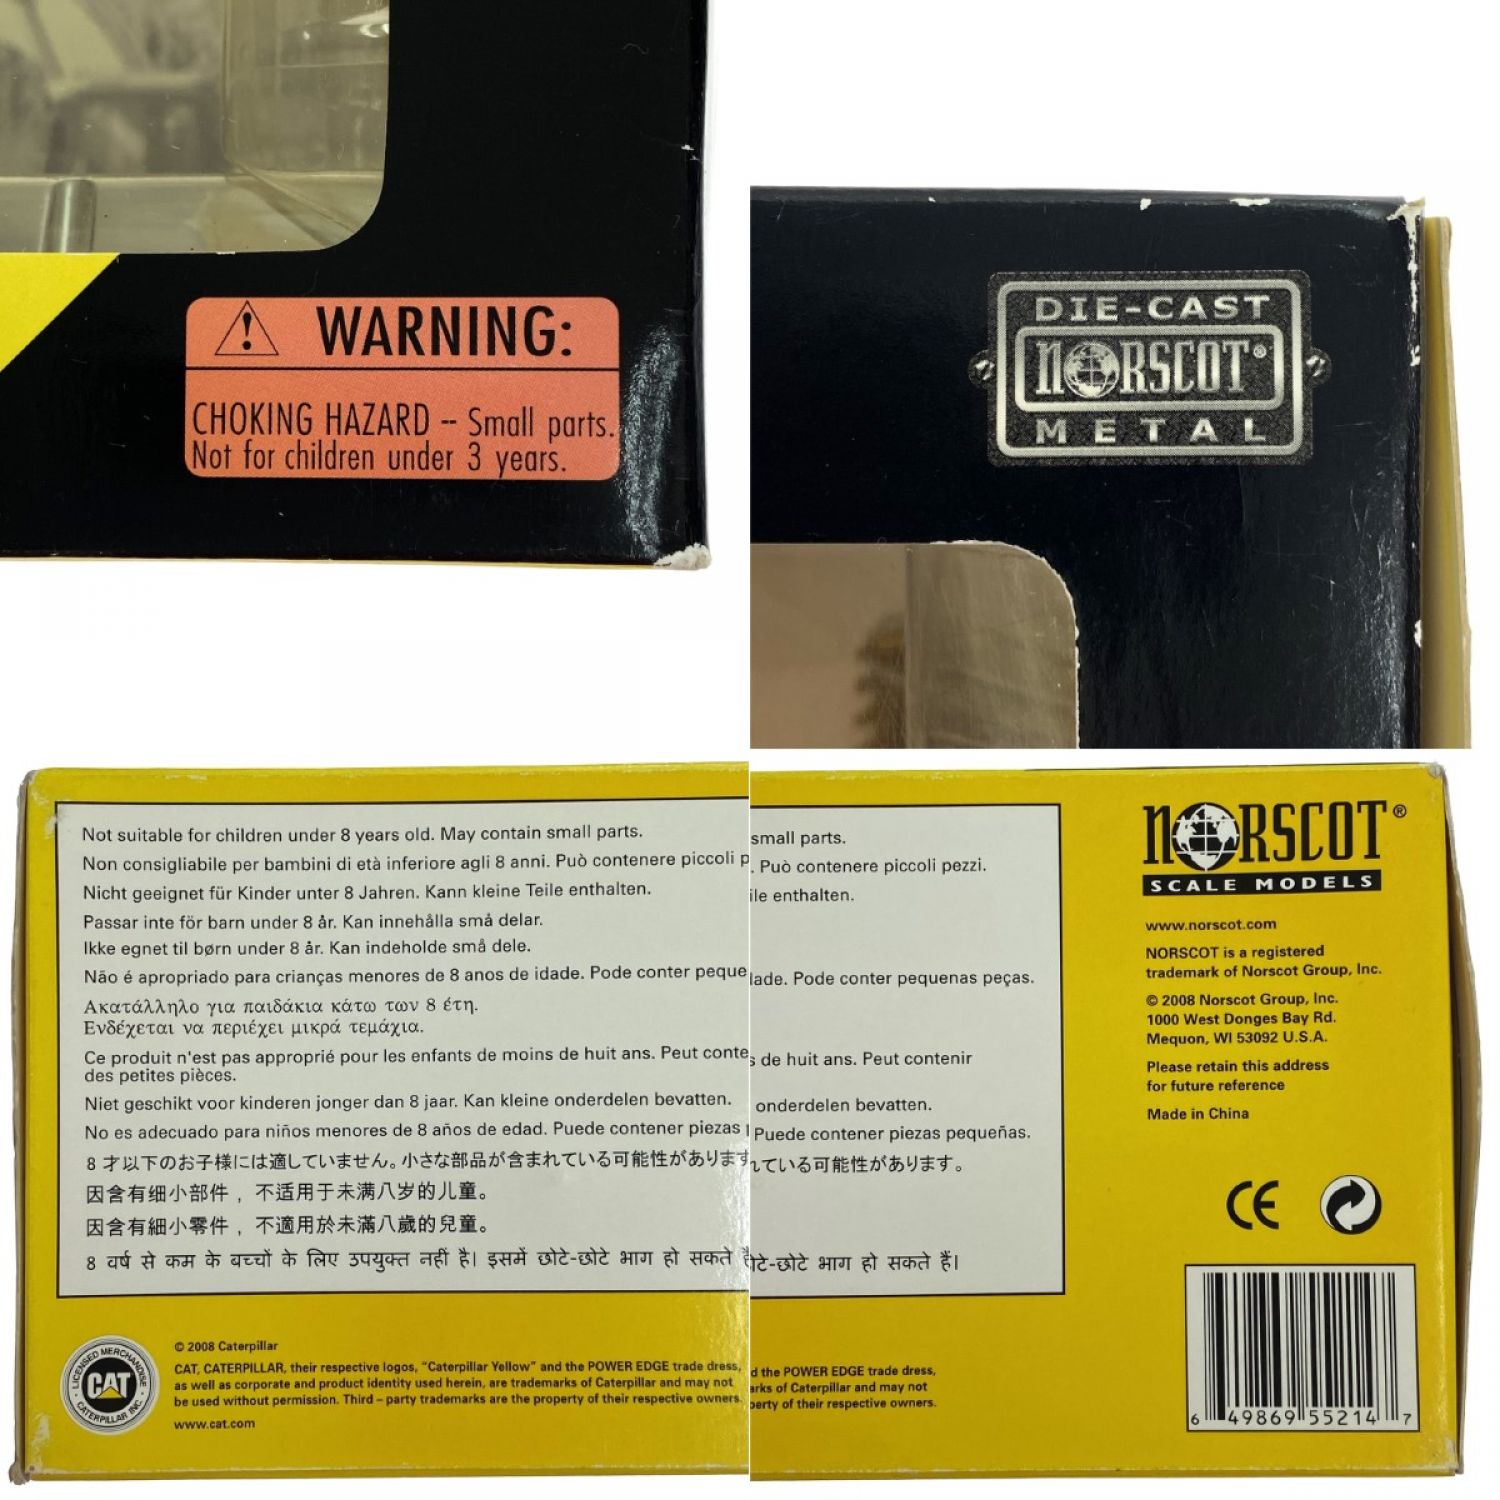 WARNING:
CHOKING HAZARD -- Small parts.
Not for children under 3 years.
DIE-CAST
NORSCOT®
METAL
Not suitable for children under 8 years old. May contain small parts.
Non consigliabile per bambini di età inferiore agli 8 anni. Può contenere piccoli p
Nicht geeignet für Kinder unter 8 Jahren. Kann kleine Teile enthalten.
Passar inte för barn under 8 år. Kan innehålla små delar.
Ikke egnet til børn under 8 år. Kan indeholde små dele.
Não é apropriado para crianças menores de 8 anos de idade. Pode conter peque
Ακατάλληλο για παιδάκια κάτω των 8 έτη.
Ενδέχεται να περιέχει μικρά τεμάχια.
Ce produit n'est pas approprié pour les enfants de moins de huit ans. Peut conte
des petites pièces.
Niet geschikt voor kinderen jonger dan 8 jaar. Kan kleine onderdelen bevatten.
No es adecuado para niños menores de 8 años de edad. Puede contener piezas
8 才以下のお子様には適していません。小さな部品が含まれている可能性があります
因含有细小部件，不适用于未满八岁的儿童。
因含有細小零件，不適用於未滿八歲的兒童。
8 वर्ष से कम के बच्चों के लिए उपयुक्त नहीं है। इसमें छोटे-छोटे भाग हो सकते
LICENSED MERCHANDISE
CAT
CATERPILLAR INC.
© 2008 Caterpillar
CAT, CATERPILLAR, their respective logos, "Caterpillar Yellow" and the POWER EDGE trade dress,
as well as corporate and product identity used herein, are trademarks of Caterpillar and may not
be used without permission. Third – party trademarks are the property of their respective owners.
www.cat.com
small parts.
. Può contenere piccoli pezzi.
ile enthalten.
dade. Pode conter pequenas peças.
s de huit ans. Peut contenir
onderdelen bevatten.
Puede contener piezas pequeñas.
ている可能性があります。
टे-छोटे भाग हो सकते हैं।
d the POWER EDGE trade dress,
arks of Caterpillar and may not
perty of their respective owners.
NORSCOT®
SCALE MODELS
www.norscot.com
NORSCOT is a registered
trademark of Norscot Group, Inc.
© 2008 Norscot Group, Inc.
1000 West Donges Bay Rd.
Mequon, WI 53092 U.S.A.
Please retain this address
for future reference
Made in China
CE
6 49869 55214 7